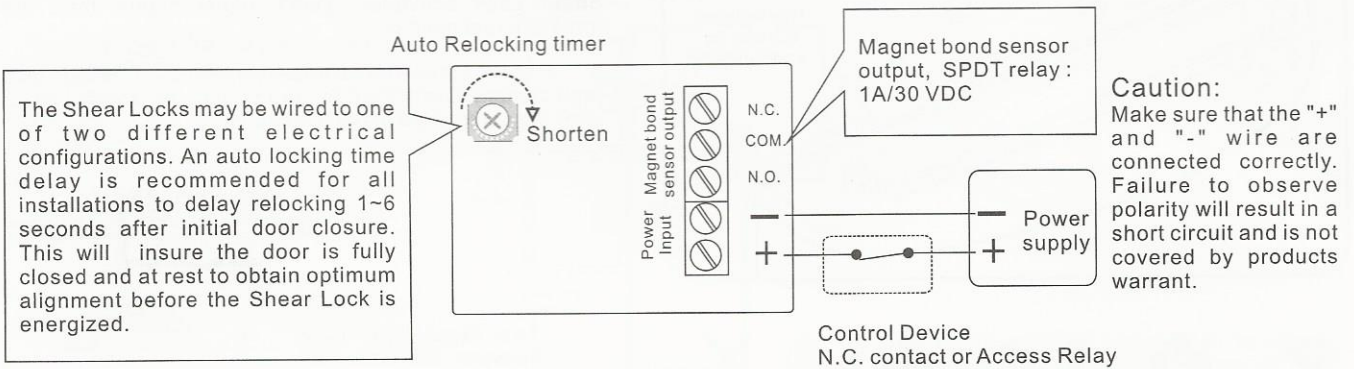 Auto Relocking timer
The Shear Locks may be wired to one
of two different electrical
configurations. An auto locking time
delay is recommended for all
installations to delay relocking 1~6
seconds after initial door closure.
This will insure the door is fully
closed and at rest to obtain optimum
alignment before the Shear Lock is
energized.
Shorten
Magnet bond
sensor output
Power
Input
N.C.
COM.
N.O.
−
+
Magnet bond sensor
output, SPDT relay :
1A/30 VDC
− Power
+ supply
Control Device
N.C. contact or Access Relay
Caution:
Make sure that the "+"
and "-" wire are
connected correctly.
Failure to observe
polarity will result in a
short circuit and is not
covered by products
warrant.